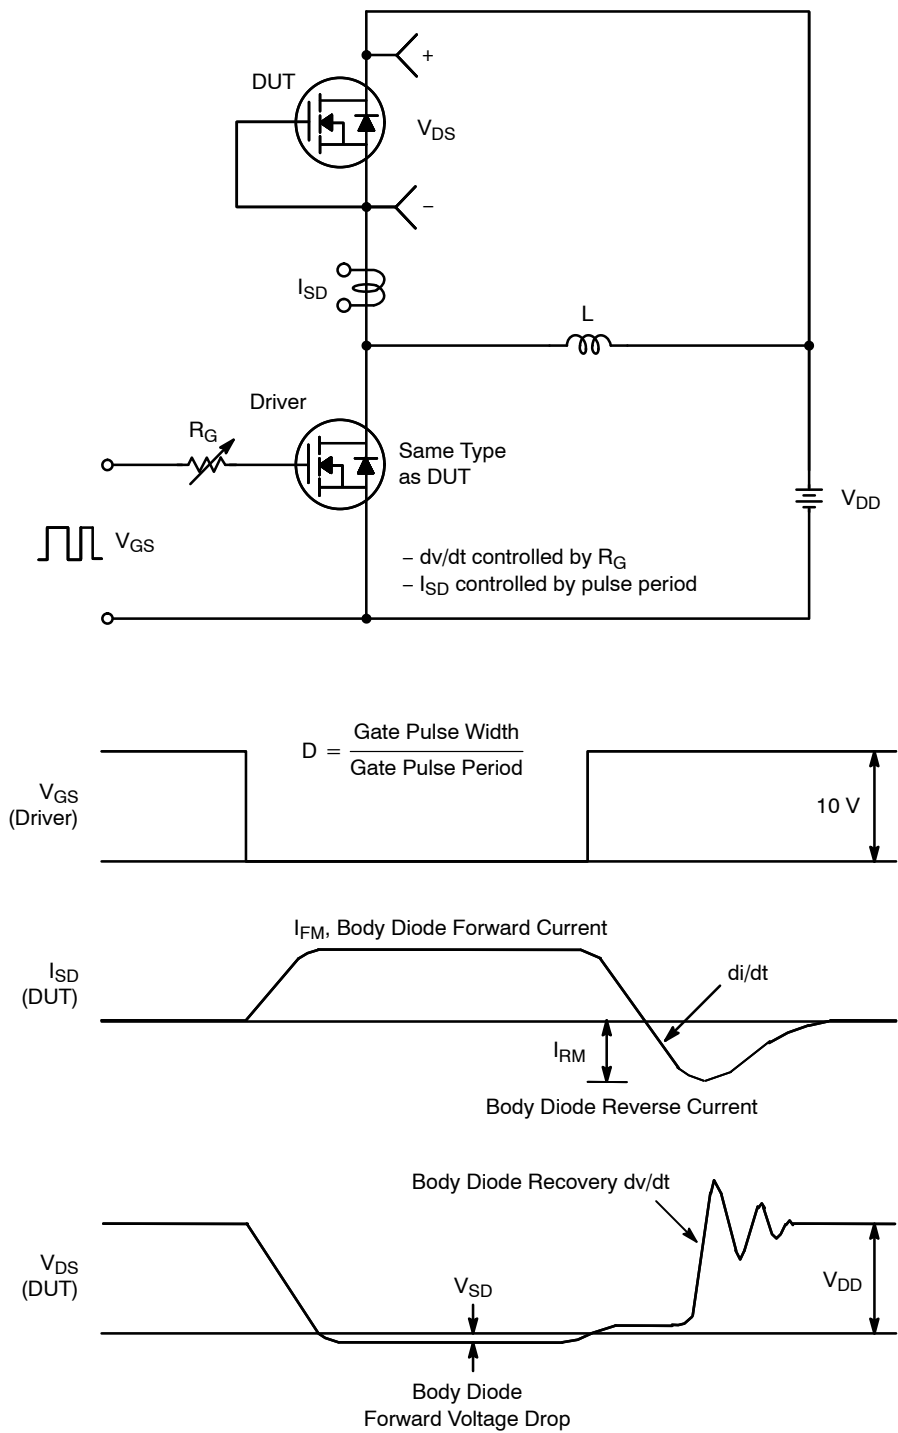 +
DUT
V_DS
–
I_SD
L
Driver
R_G
Same Type
as DUT
V_DD
V_GS
– dv/dt controlled by R_G
– I_SD controlled by pulse period
D = Gate Pulse Width
Gate Pulse Period
V_GS
(Driver)
10 V
I_FM, Body Diode Forward Current
I_SD
(DUT)
di/dt
I_RM
Body Diode Reverse Current
Body Diode Recovery dv/dt
V_DS
(DUT)
V_SD
V_DD
Body Diode
Forward Voltage Drop